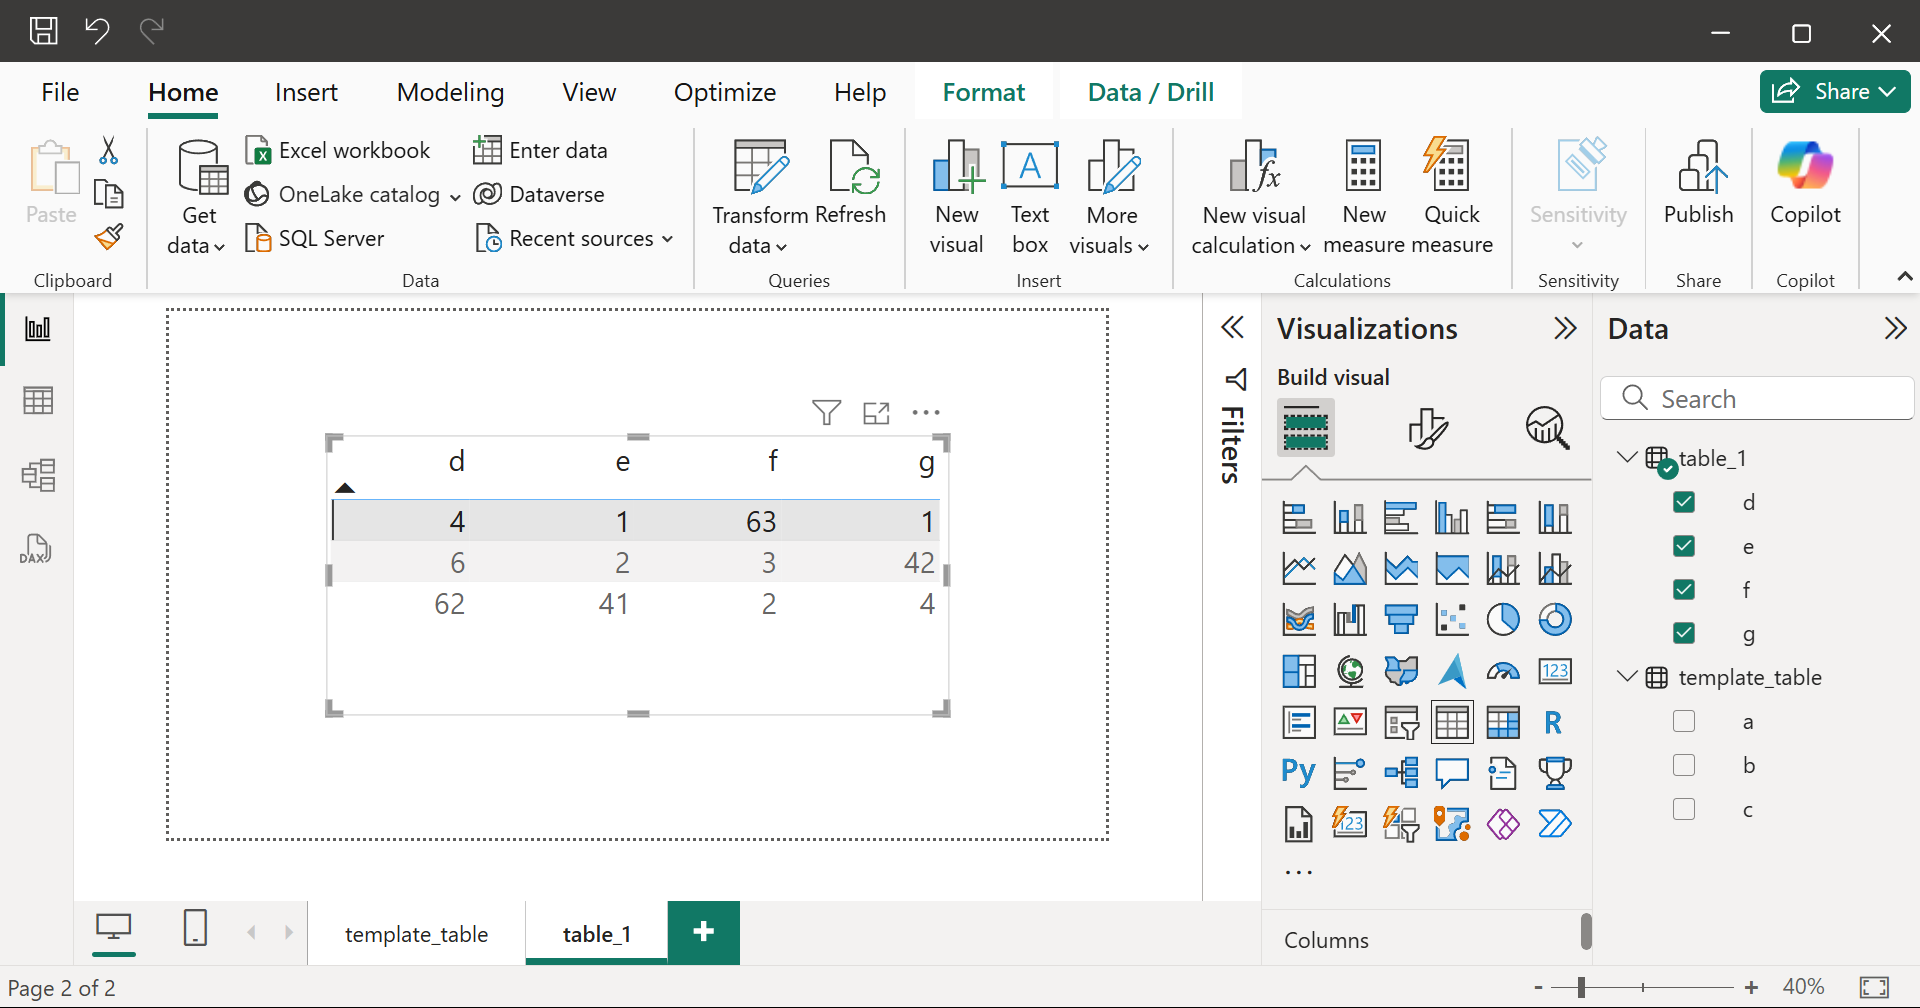 File Home Insert Modeling View Optimize Help Format Data / Drill Share
Paste
Clipboard
Get data
Excel workbook
OneLake catalog
SQL Server
Enter data
Dataverse
Recent sources
Data
Transform data
Refresh
Queries
New visual
Text box
A
More visuals
Insert
New visual calculation
fx
New measure
Quick measure
Calculations
Sensitivity
Sensitivity
Publish
Share
Copilot
Copilot
DAX
d e f g
4 1 63 1
6 2 3 42
62 41 2 4
Filters
Visualizations
Build visual
123
R
Py
123
Columns
Data
Search
table_1
d
e
f
g
template_table
a
b
c
template_table table_1
Page 2 of 2
40%